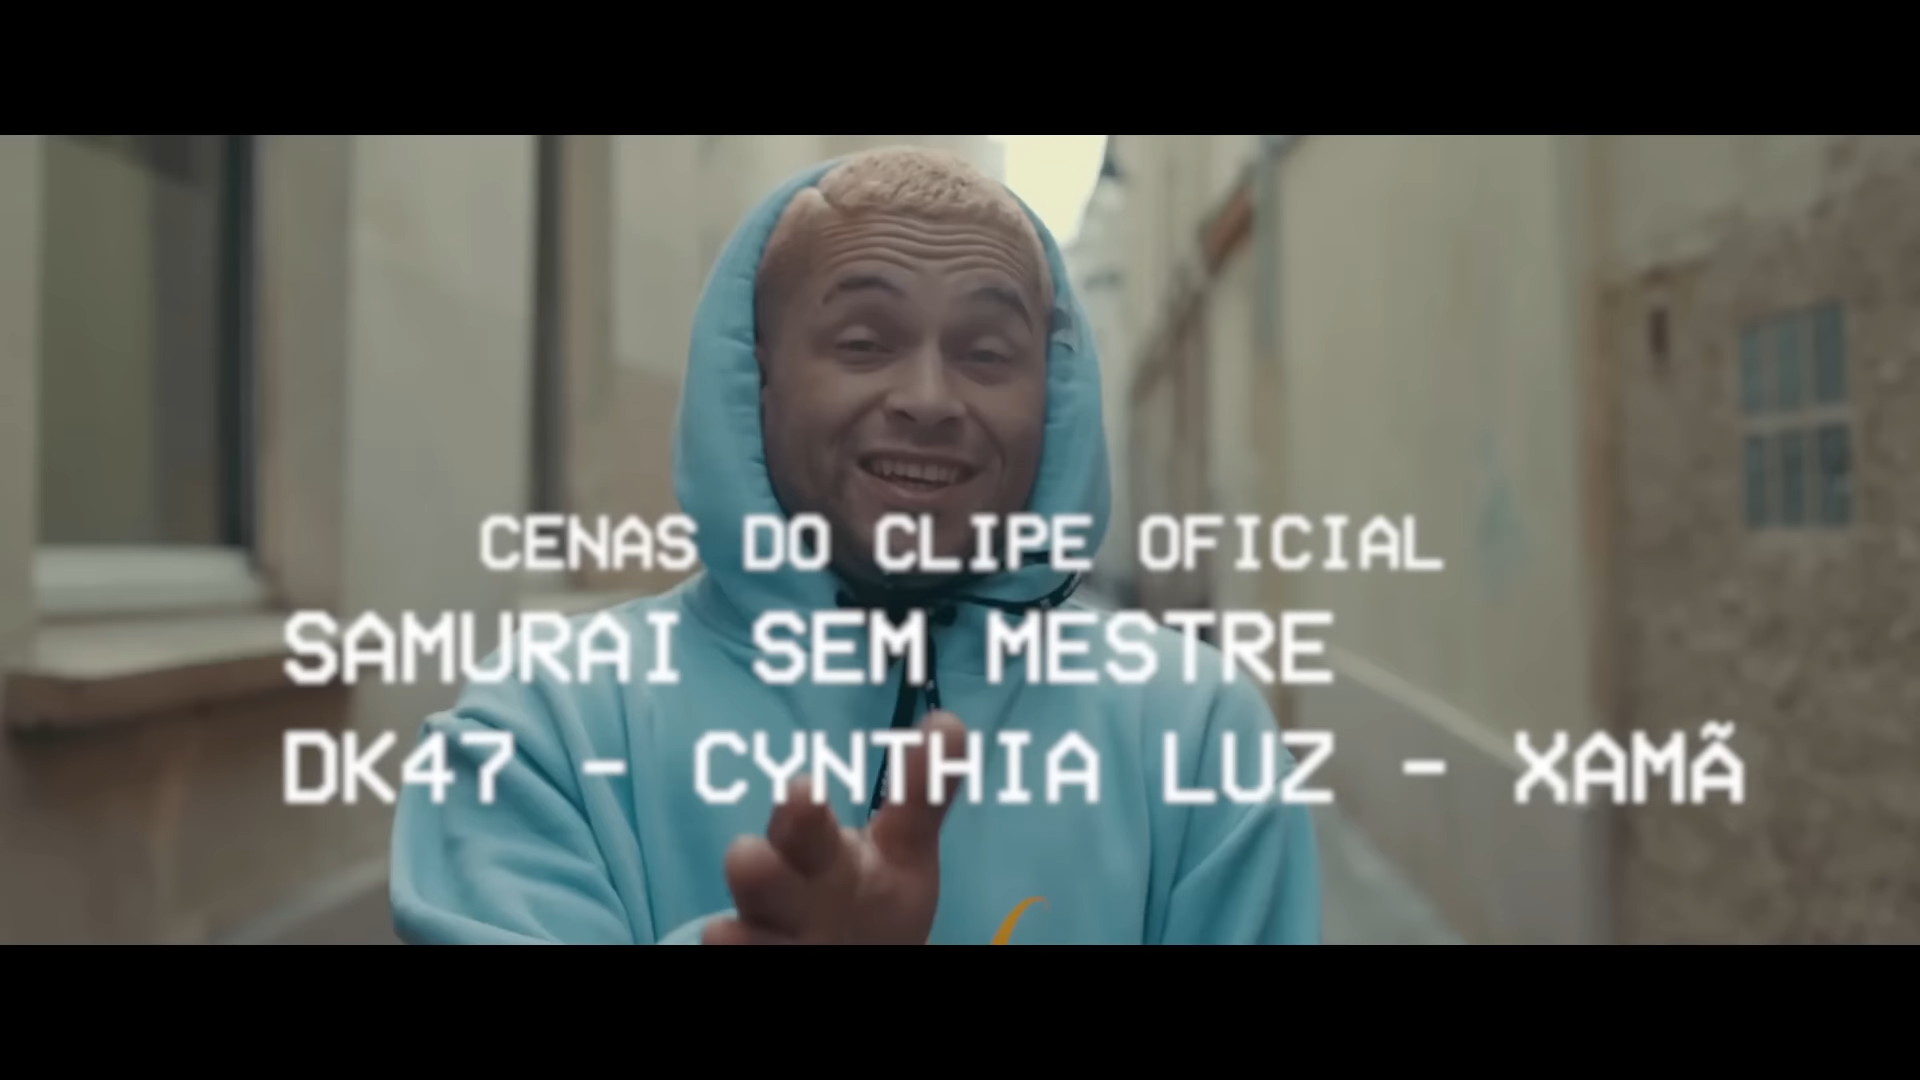 CENAS DO CLIPE OFICIAL
SAMURAI SEM MESTRE
DK47 - CYNTHIA LUZ - XAMÃ